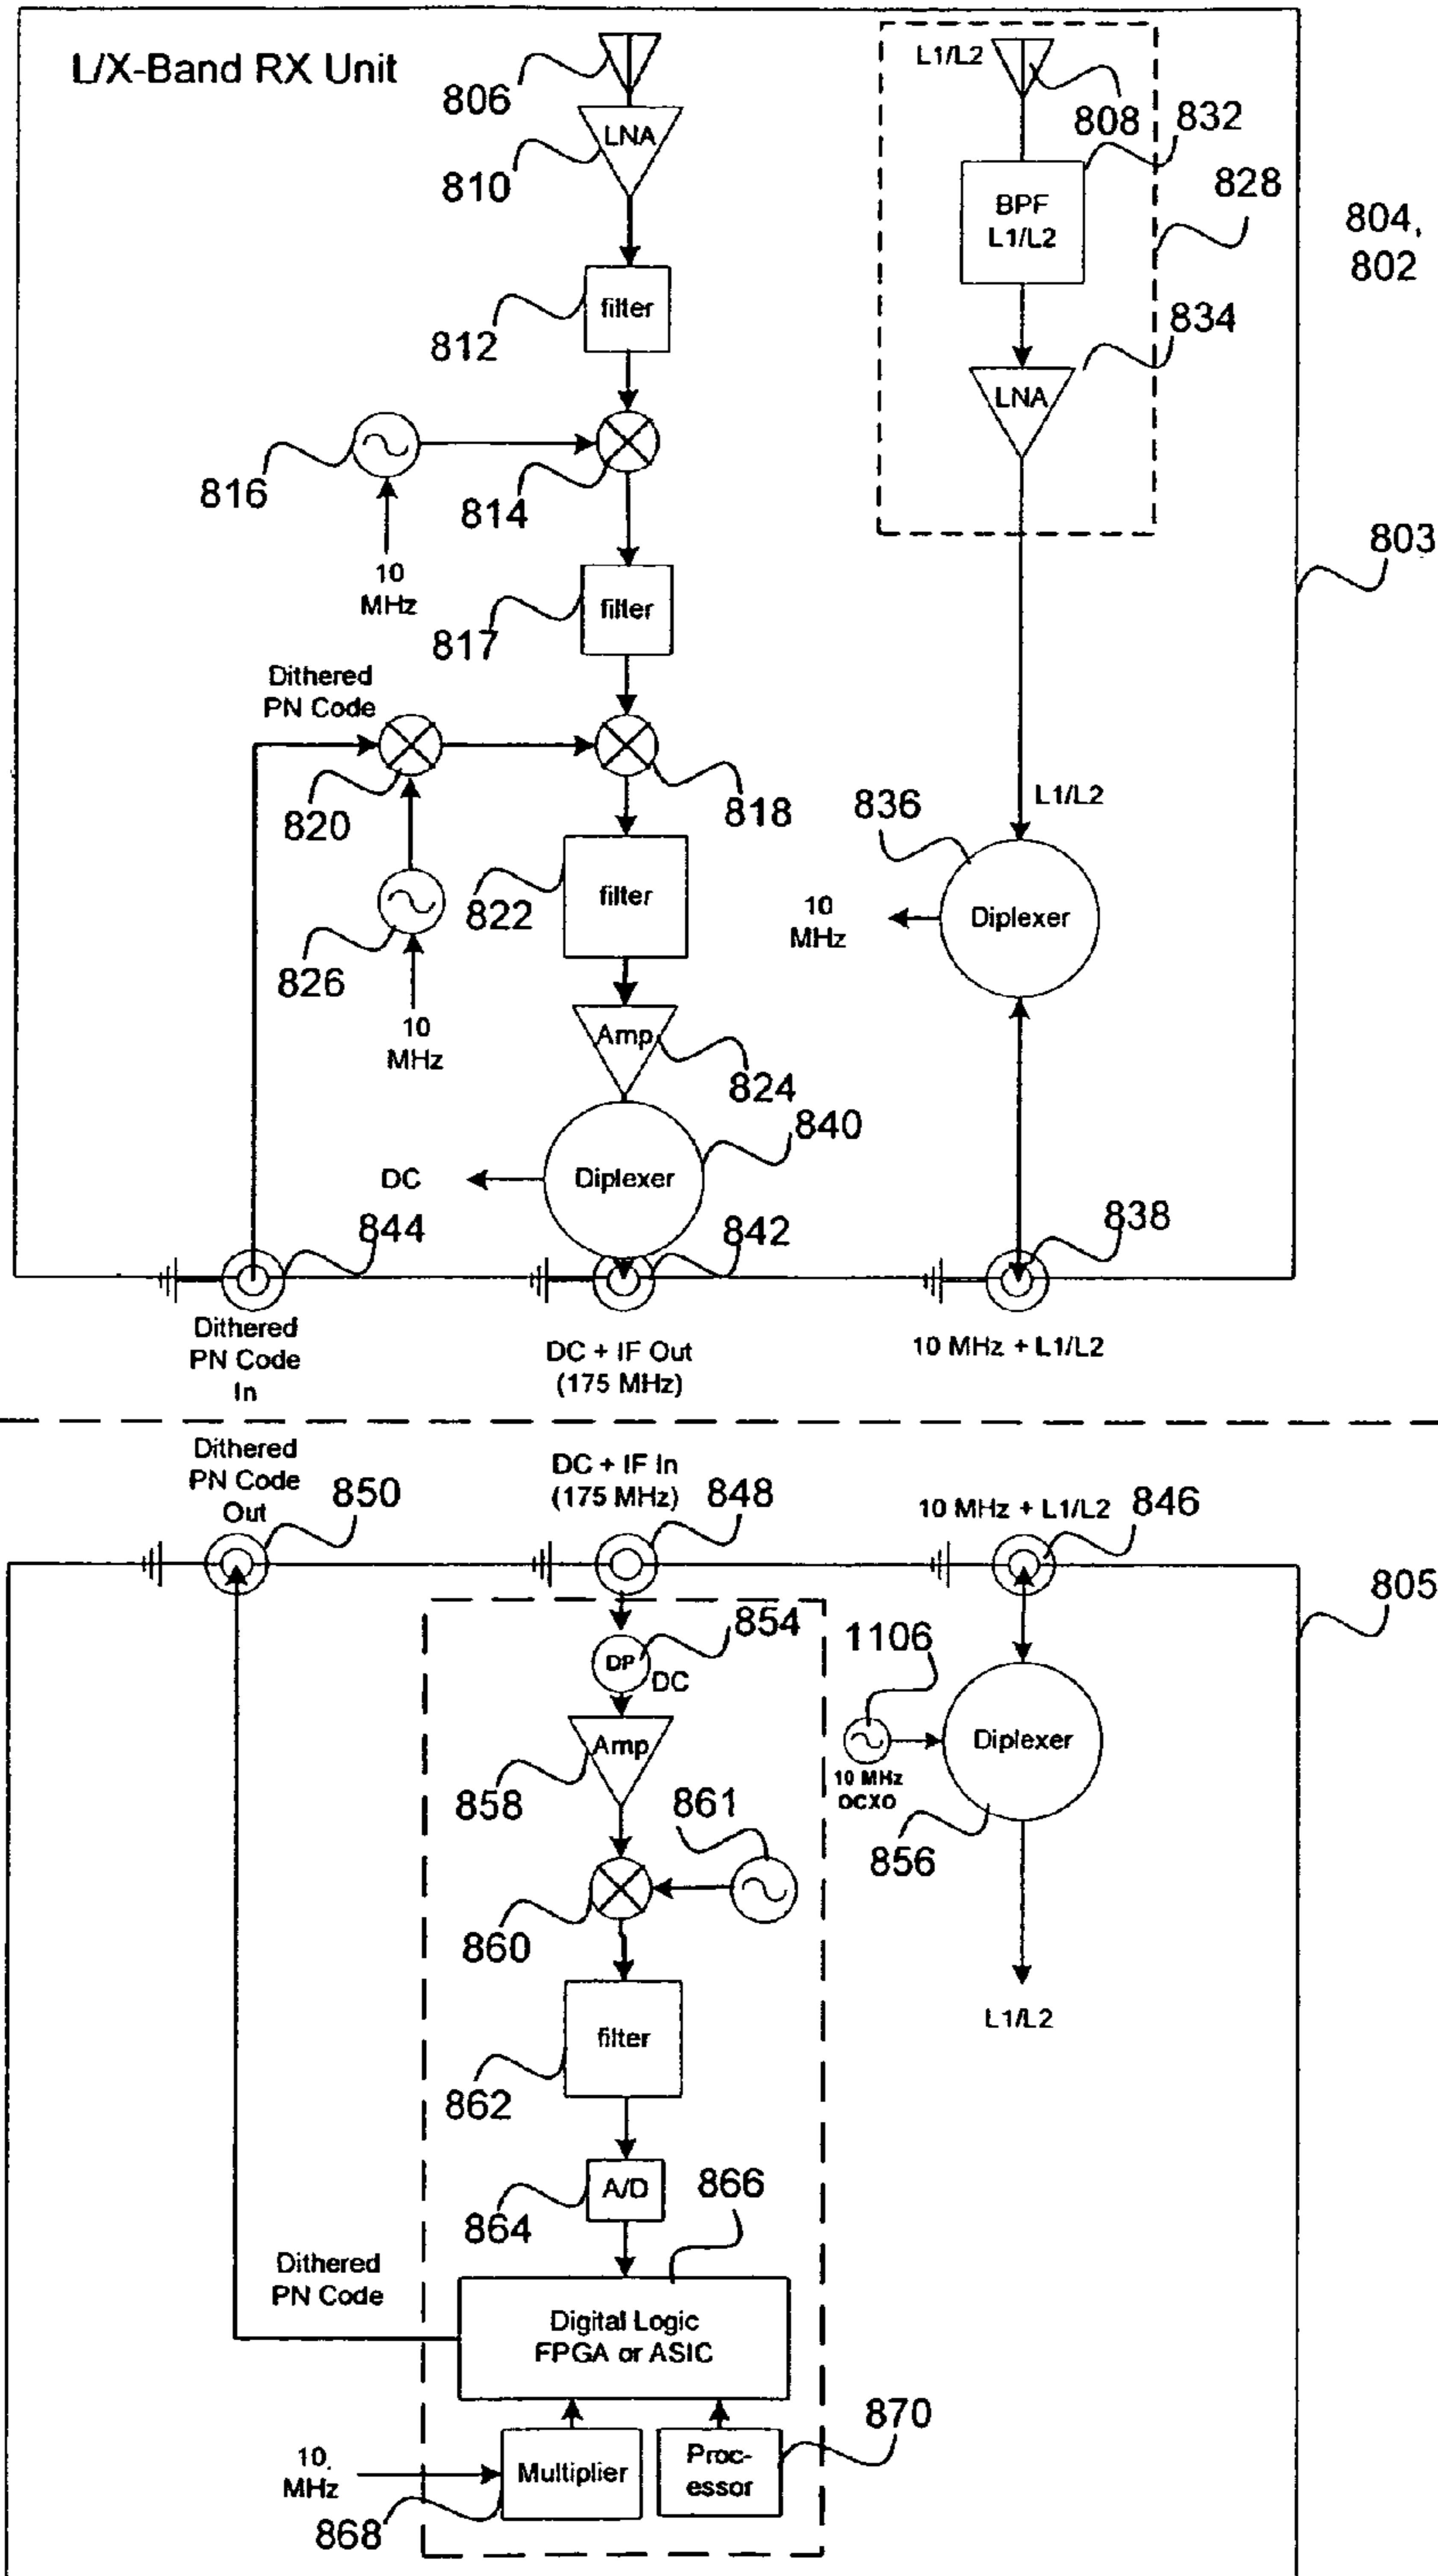 L/X-Band RX Unit
806
LNA
810
L1/L2
808
832
BPF
L1/L2
828
804,
802
filter
812
834
LNA
816
814
10
MHz
803
filter
817
Dithered
PN Code
820
818
L1/L2
836
826
822
filter
10
MHz
Diplexer
10
MHz
Amp
824
840
DC
Diplexer
844
842
838
Dithered
PN Code
In
DC + IF Out
(175 MHz)
10 MHz + L1/L2
Dithered
PN Code
Out
850
DC + IF In
(175 MHz)
848
10 MHz + L1/L2
846
805
854
DP
DC
1106
Amp
858
Diplexer
10 MHz
OCXO
861
856
860
L1/L2
filter
862
A/D
864
866
Dithered
PN Code
Digital Logic
FPGA or ASIC
870
10.
MHz
Multiplier
Proc-
essor
868